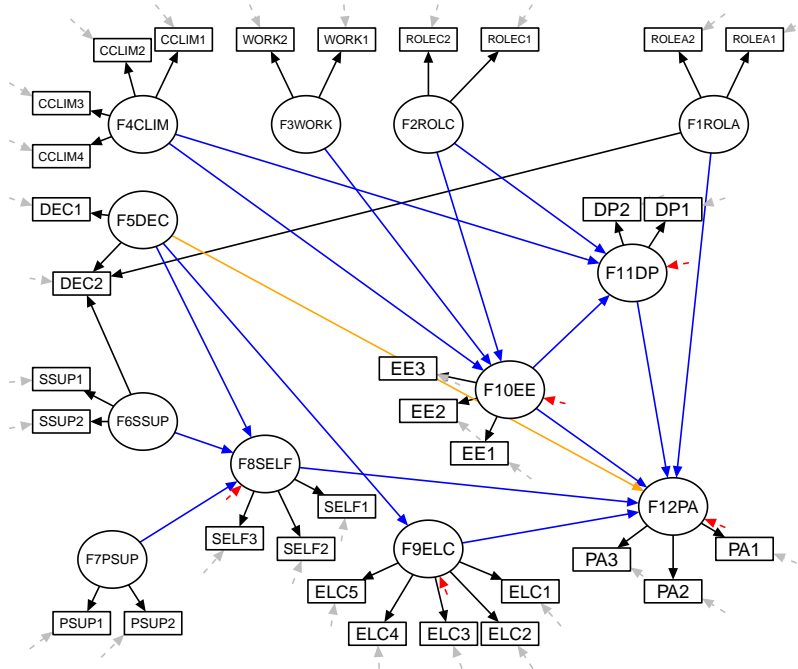 CCLIM1
CCLIM2
WORK2
WORK1
ROLEC2
ROLEC1
ROLEA2
ROLEA1
CCLIM3
F4CLIM
F3WORK
F2ROLC
F1ROLA
CCLIM4
DEC1
F5DEC
DP2
DP1
DEC2
F11DP
SSUP1
EE3
F10EE
SSUP2
F6SSUP
EE2
EE1
F8SELF
SELF1
F12PA
SELF3
SELF2
F9ELC
PA3
PA1
F7PSUP
ELC5
ELC1
PA2
PSUP1
PSUP2
ELC4
ELC3
ELC2